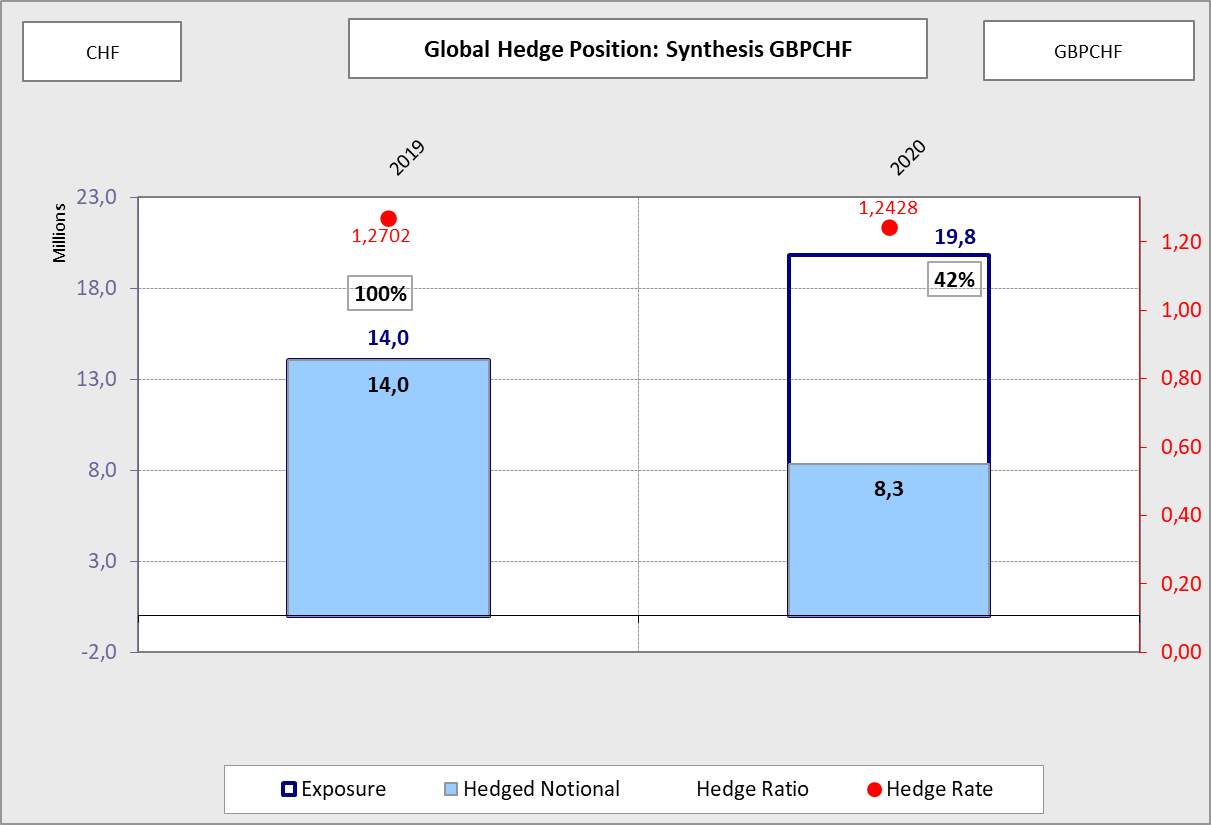 CHF
Global Hedge Position: Synthesis GBPCHF
GBPCHF
2019
2020
Millions
23,0
18,0
13,0
8,0
3,0
-2,0
1,2702
100%
14,0
14,0
1,2428
19,8
42%
8,3
1,20
1,00
0,80
0,60
0,40
0,20
0,00
Exposure
Hedged Notional
Hedge Ratio
Hedge Rate